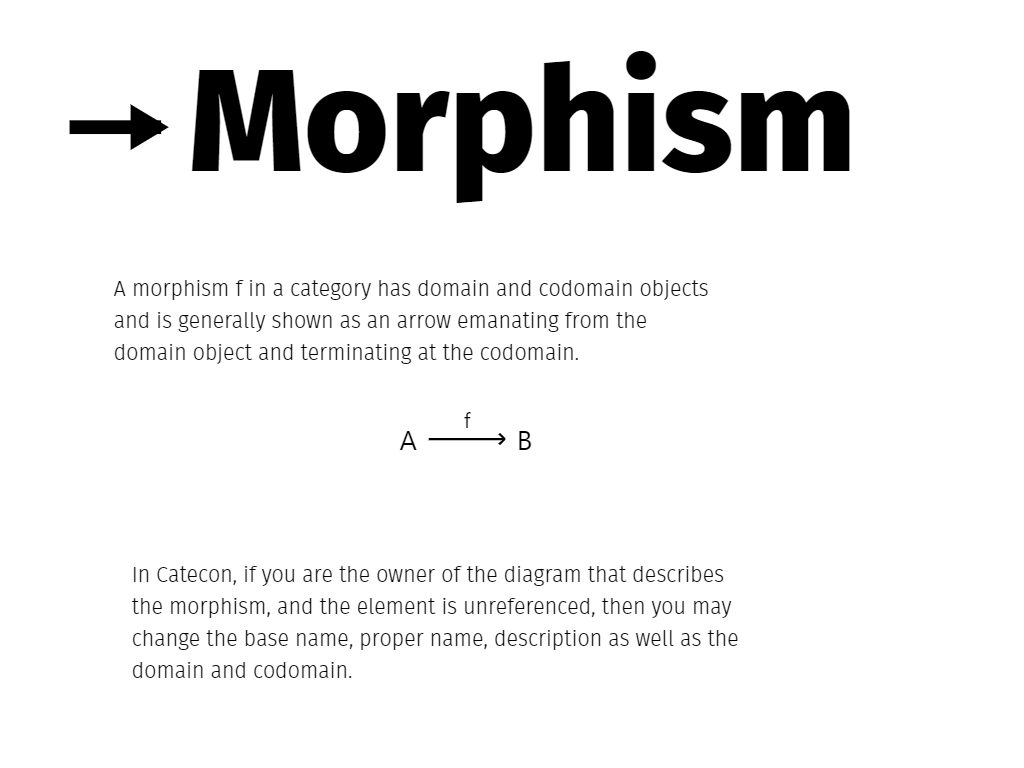 Morphism
A morphism f in a category has domain and codomain objects
and is generally shown as an arrow emanating from the
domain object and terminating at the codomain.
f
A B
In Catecon, if you are the owner of the diagram that describes
the morphism, and the element is unreferenced, then you may
change the base name, proper name, description as well as the
domain and codomain.